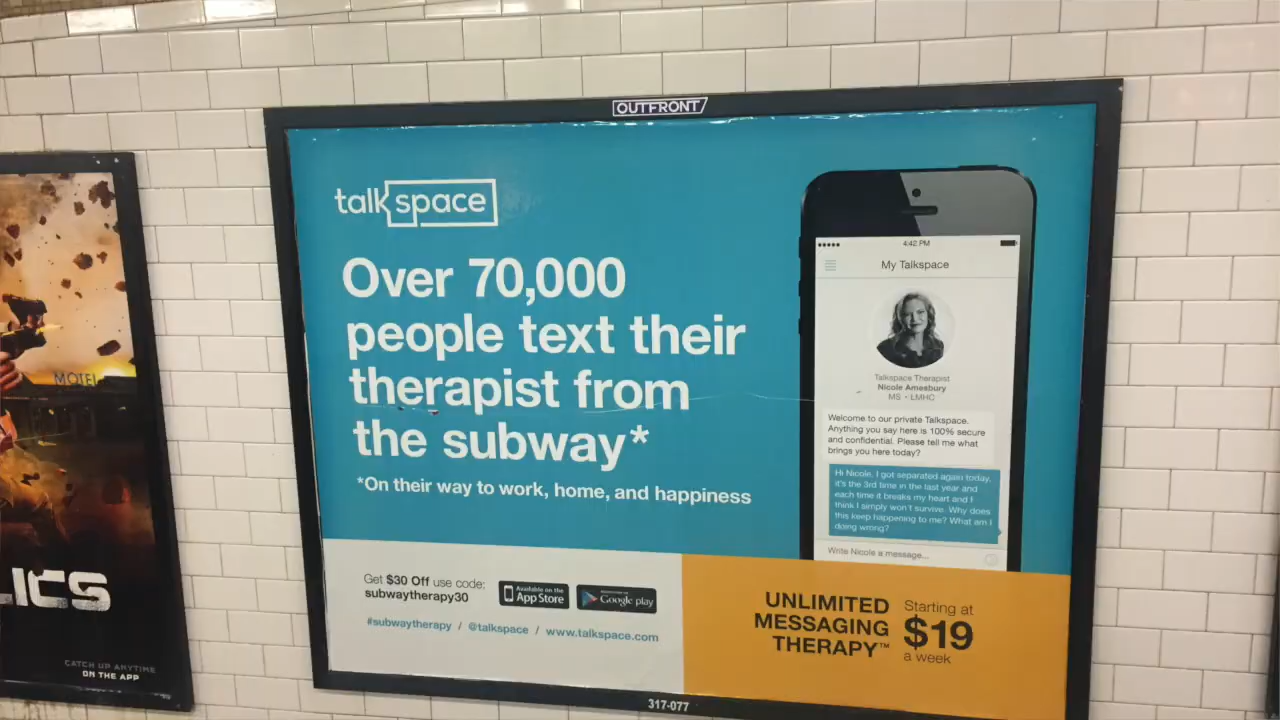 OUTFRONT
talkspace
Over 70,000
people text their
therapist from
the subway*
*On their way to work, home, and happiness
4:42 PM
My Talkspace
Talkspace Therapist
Nicole Amesbury
MS • LMHC
Welcome to our private Talkspace.
Anything you say here is 100% secure
and confidential. Please tell me what
brings you here today?
Hi Nicole, I got separated again today,
it's the 3rd time in the last year and
each time it breaks my heart and I
think I simply won't survive. Why does
this keep happening to me? What am I
doing wrong?
Write Nicole a message...
Get $30 Off use code:
subwaytherapy30
Available on the
App Store
Google play
#subwaytherapy / @talkspace / www.talkspace.com
UNLIMITED
MESSAGING
THERAPY™
Starting at
$19
a week
317-077
MOTEL
LICS
CATCH UP ANYTIME
ON THE APP